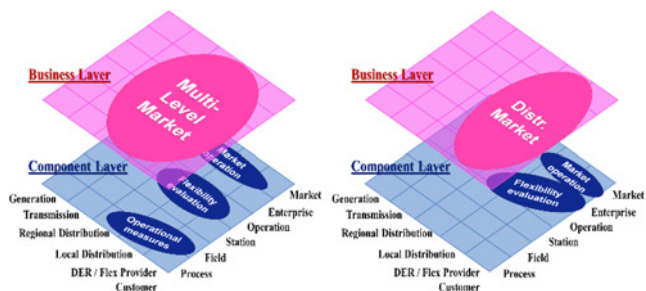 Business Layer
Multi-
Level
Market
Component Layer
Market
operation
Flexibility
evaluation
Operational
measures
Generation
Transmission
Regional Distribution
Local Distribution
DER / Flex Provider
Customer
Market
Enterprise
Operation
Station
Field
Process
Business Layer
Distr.
Market
Component Layer
Market
operation
Flexibility
evaluation
Generation
Transmission
Regional Distribution
Local Distribution
DER / Flex Provider
Customer
Market
Enterprise
Operation
Station
Field
Process